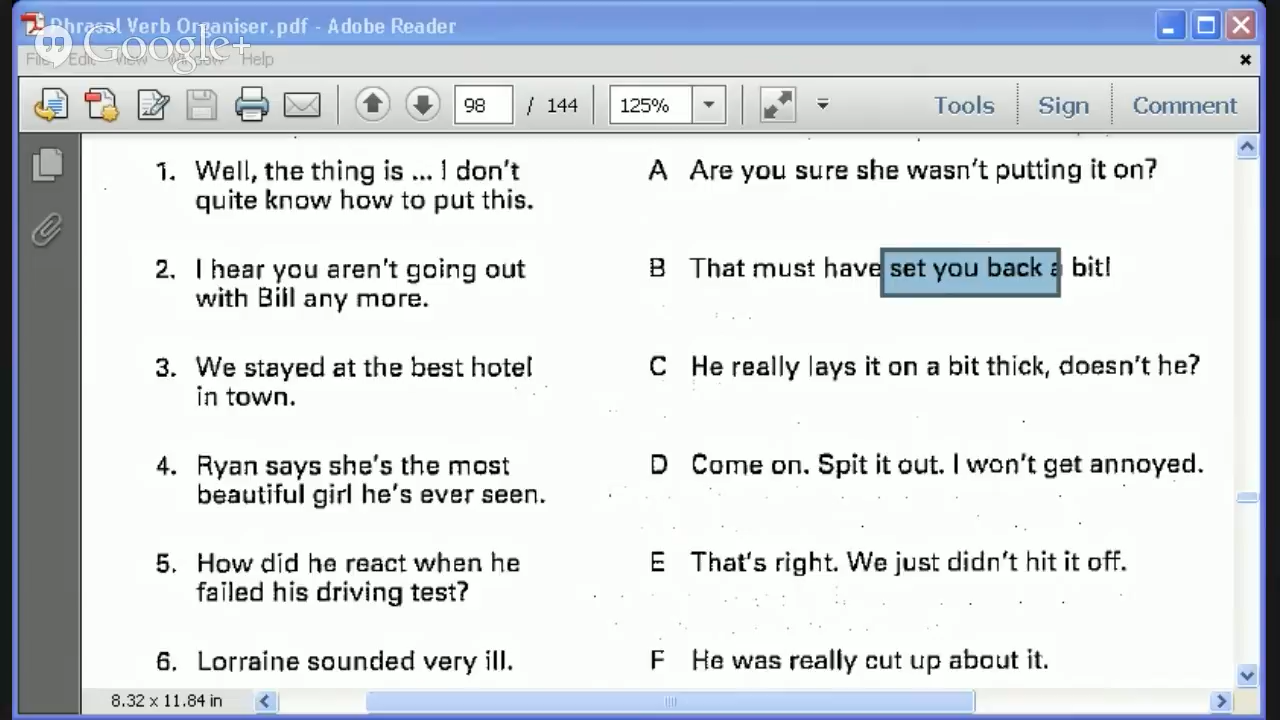 Phrasal Verb Organiser.pdf - Adobe Reader
Google+
File Edit View Window Help
98 / 144 125% Tools Sign Comment
1. Well, the thing is ... I don't
quite know how to put this.
A Are you sure she wasn't putting it on?
2. I hear you aren't going out
with Bill any more.
B That must have set you back a bit!
3. We stayed at the best hotel
in town.
C He really lays it on a bit thick, doesn't he?
4. Ryan says she's the most
beautiful girl he's ever seen.
D Come on. Spit it out. I won't get annoyed.
5. How did he react when he
failed his driving test?
E That's right. We just didn't hit it off.
6. Lorraine sounded very ill.
F He was really cut up about it.
8.32 x 11.84 in